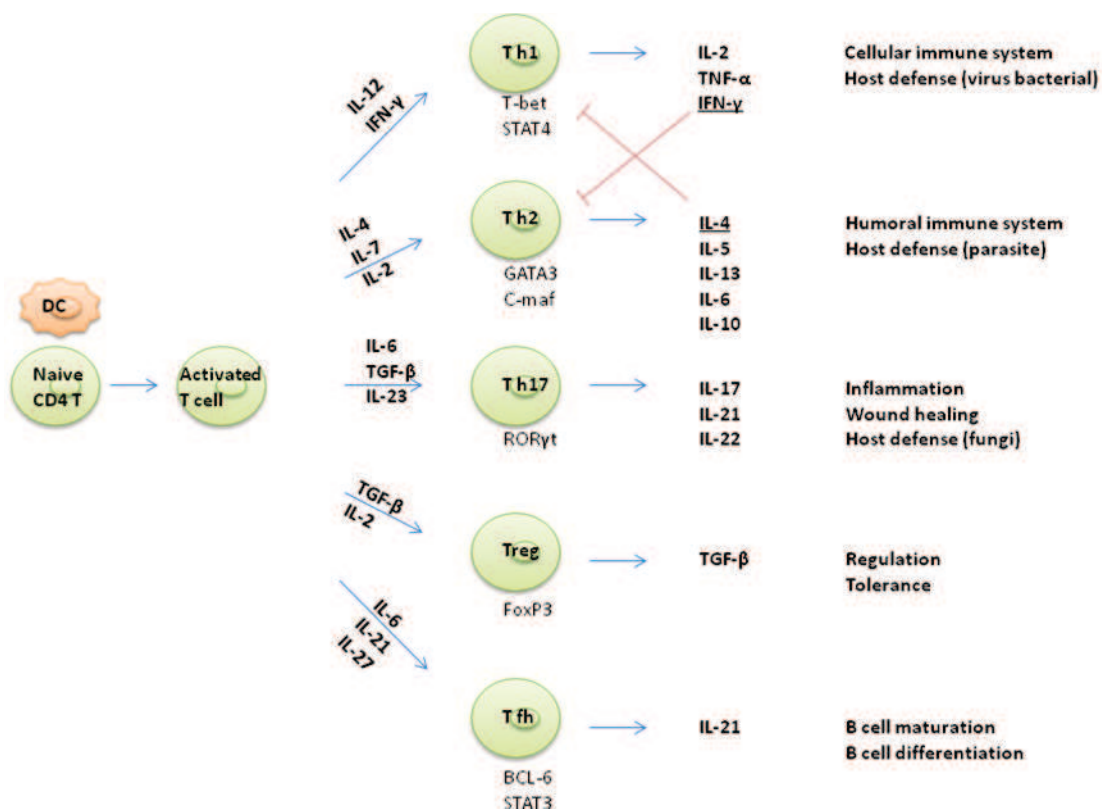 DC
Naive
CD4 T
Activated
T cell
IL-12
IFN-γ
Th1
T-bet
STAT4
IL-2
TNF-α
IFN-γ
Cellular immune system
Host defense (virus bacterial)
IL-4
IL-7
IL-2
Th2
GATA3
C-maf
IL-4
IL-5
IL-13
IL-6
IL-10
Humoral immune system
Host defense (parasite)
IL-6
TGF-β
IL-23
Th17
RORγt
IL-17
IL-21
IL-22
Inflammation
Wound healing
Host defense (fungi)
TGF-β
IL-2
Treg
FoxP3
TGF-β
Regulation
Tolerance
IL-6
IL-21
IL-27
Tfh
BCL-6
STAT3
IL-21
B cell maturation
B cell differentiation